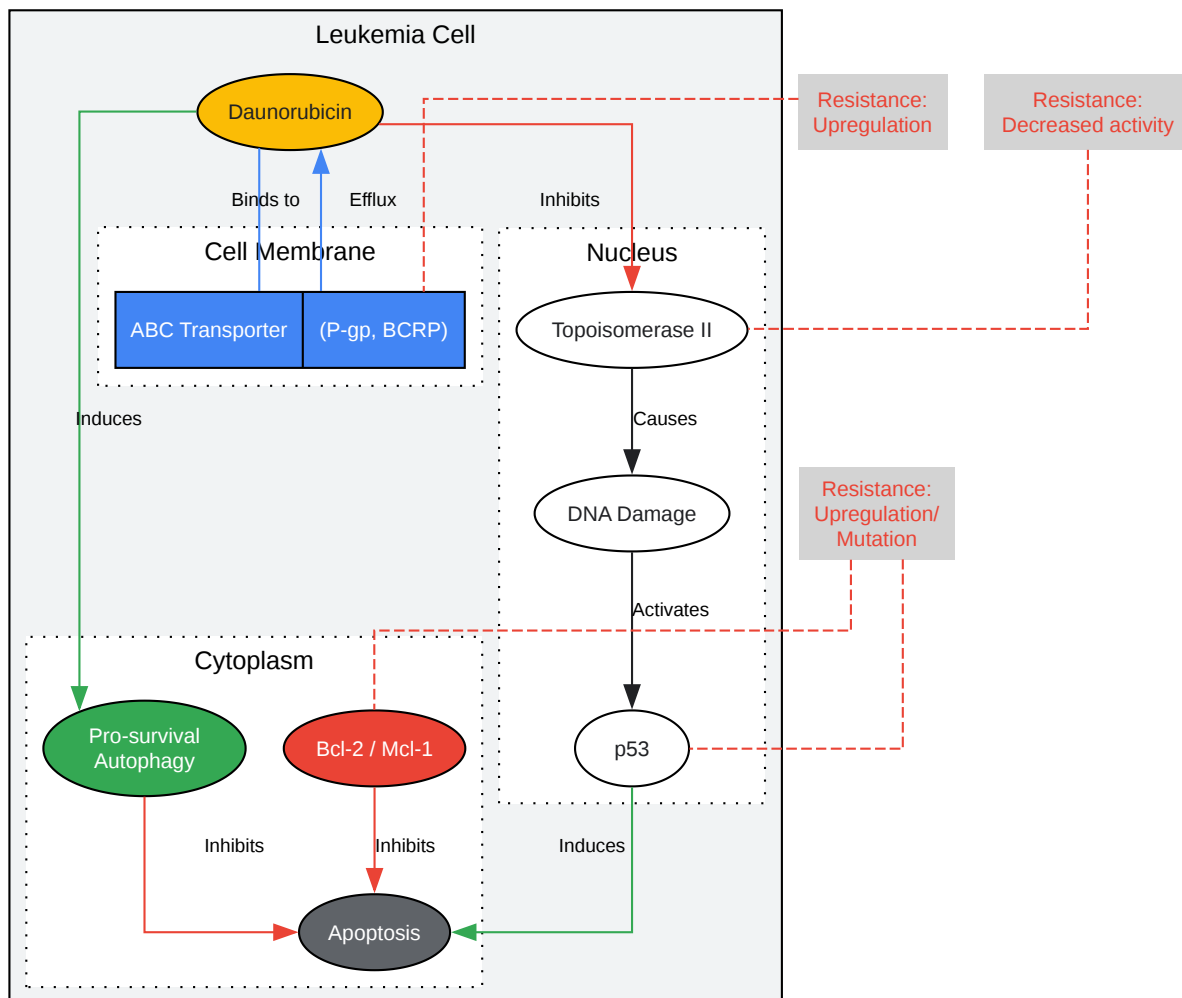 Leukemia Cell
Daunorubicin
Resistance:
Upregulation
Resistance:
Decreased activity
Binds to
Efflux
Inhibits
Cell Membrane
Nucleus
ABC Transporter
(P-gp, BCRP)
Topoisomerase II
Induces
Causes
DNA Damage
Resistance:
Upregulation/
Mutation
Activates
Cytoplasm
Pro-survival
Autophagy
Bcl-2 / Mcl-1
p53
Inhibits
Inhibits
Induces
Apoptosis